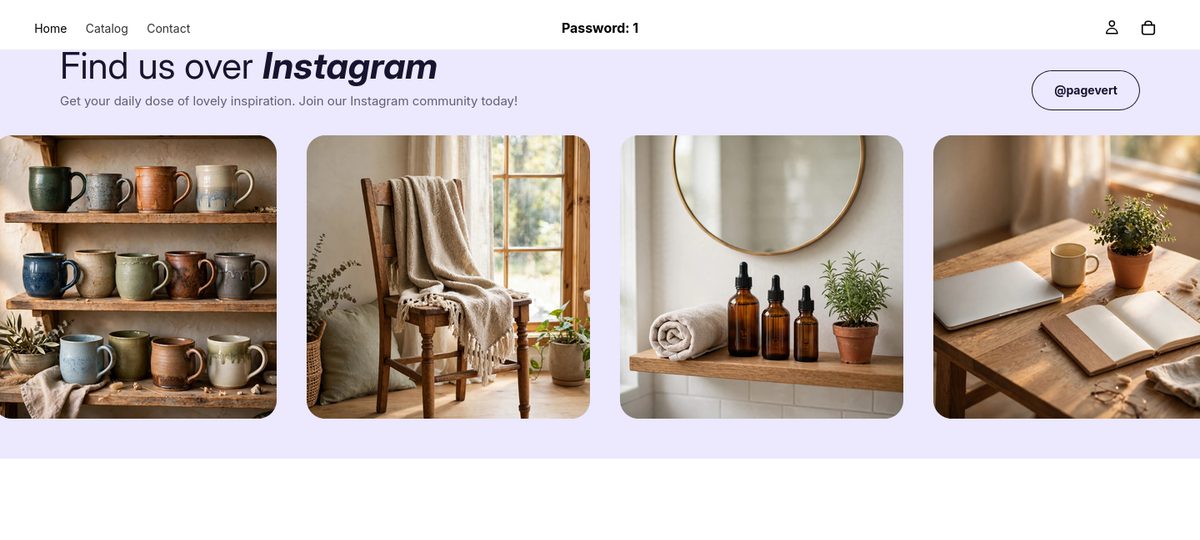 Home Catalog Contact Password: 1
Find us over Instagram
Get your daily dose of lovely inspiration. Join our Instagram community today!
@pagevert